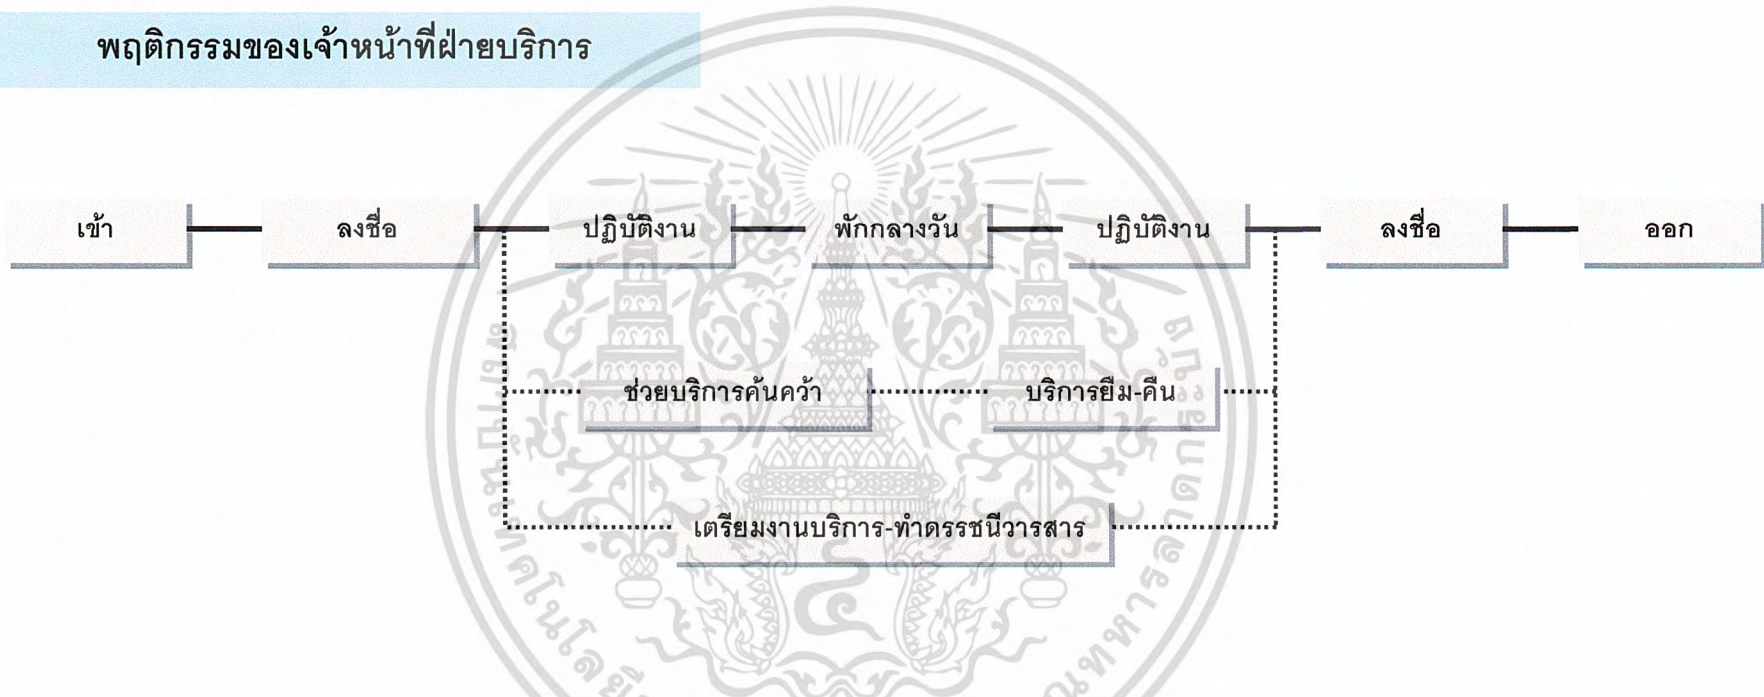 พฤติกรรมของเจ้าหน้าที่ฝ่ายบริการ
เข้า ลงชื่อ ปฏิบัติงาน พักกลางวัน ปฏิบัติงาน ลงชื่อ ออก
ช่วยบริการค้นคว้า บริการยืม-คืน
เตรียมงานบริการ-ทำดรรชนีวารสาร